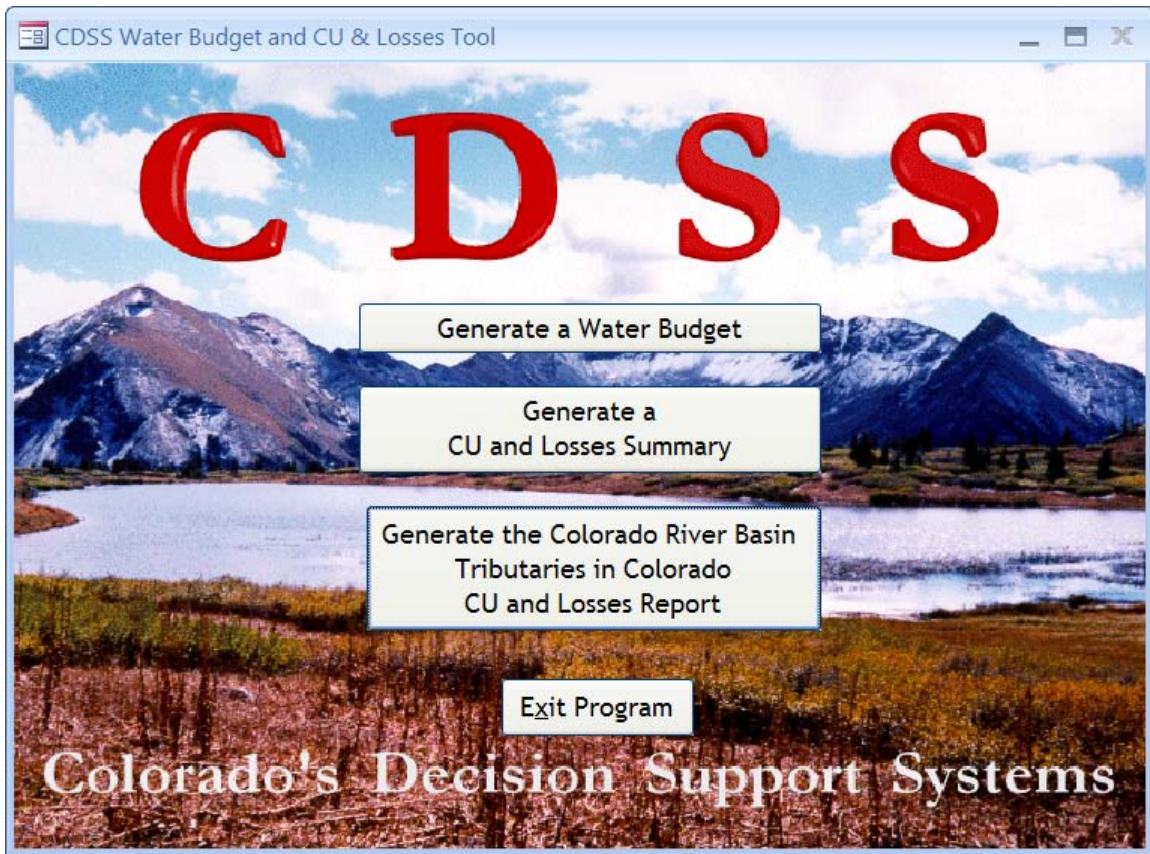 CDSS Water Budget and CU & Losses Tool
C D S S
Generate a Water Budget
Generate a
CU and Losses Summary
Generate the Colorado River Basin
Tributaries in Colorado
CU and Losses Report
Exit Program
Colorado's Decision Support Systems